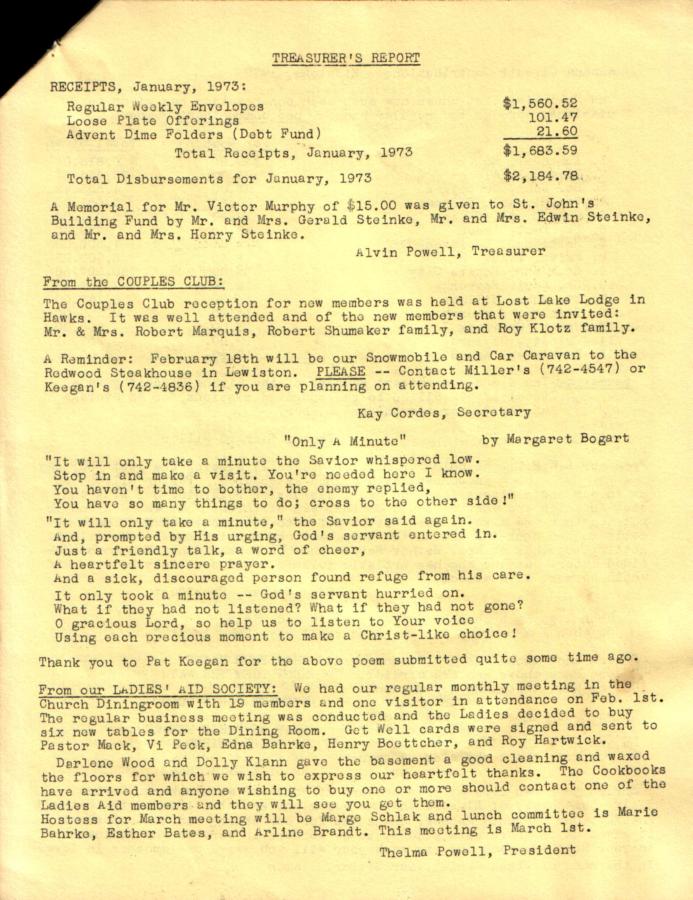 TREASURER'S REPORT
RECEIPTS, January, 1973:
Regular Weekly Envelopes $1,560.52
Loose Plate Offerings 101.47
Advent Dime Folders (Debt Fund) 21.60
Total Receipts, January, 1973 $1,683.59
Total Disbursements for January, 1973 $2,184.78
A Memorial for Mr. Victor Murphy of $15.00 was given to St. John's
Building Fund by Mr. and Mrs. Gerald Steinke, Mr. and Mrs. Edwin Steinke,
and Mr. and Mrs. Henry Steinke.
Alvin Powell, Treasurer
From the COUPLES CLUB:
The Couples Club reception for new members was held at Lost Lake Lodge in
Hawks. It was well attended and of the new members that were invited:
Mr. & Mrs. Robert Marquis, Robert Shumaker family, and Roy Klotz family.
A Reminder: February 18th will be our Snowmobile and Car Caravan to the
Redwood Steakhouse in Lewiston. PLEASE -- Contact Miller's (742-4547) or
Keegan's (742-4836) if you are planning on attending.
Kay Cordes, Secretary
"Only A Minute" by Margaret Bogart
"It will only take a minute the Savior whispered low.
Stop in and make a visit. You're needed here I know.
You haven't time to bother, the enemy replied,
You have so many things to do; cross to the other side!"
"It will only take a minute," the Savior said again.
And, prompted by His urging, God's servant entered in.
Just a friendly talk, a word of cheer,
A heartfelt sincere prayer.
And a sick, discouraged person found refuge from his care.
It only took a minute -- God's servant hurried on.
What if they had not listened? What if they had not gone?
O gracious Lord, so help us to listen to Your voice
Using each precious moment to make a Christ-like choice!
Thank you to Pat Keegan for the above poem submitted quite some time ago.
From our LADIES' AID SOCIETY: We had our regular monthly meeting in the
Church Diningroom with 19 members and one visitor in attendance on Feb. 1st.
The regular business meeting was conducted and the Ladies decided to buy
six new tables for the Dining Room. Get Well cards were signed and sent to
Pastor Mack, Vi Peck, Edna Bahrke, Henry Boettcher, and Roy Hartwick.
Darlene Wood and Dolly Klann gave the basement a good cleaning and waxed
the floors for which we wish to express our heartfelt thanks. The Cookbooks
have arrived and anyone wishing to buy one or more should contact one of the
Ladies Aid members and they will see you get them.
Hostess for March meeting will be Marge Schlak and lunch committee is Marie
Bahrke, Esther Bates, and Arline Brandt. This meeting is March 1st.
Thelma Powell, President